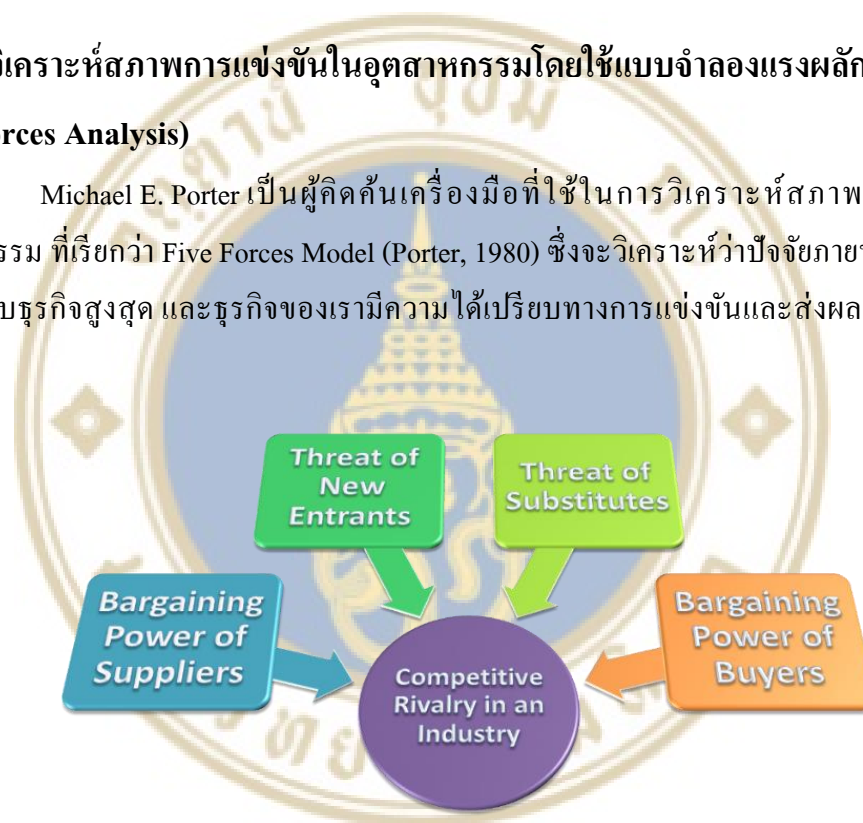 วิเคราะห์สภาพการแข่งขันในอุตสาหกรรมโดยใช้แบบจำลองแรงผลัก
orces Analysis)
Michael E. Porter เป็นผู้คิดค้นเครื่องมือที่ใช้ในการวิเคราะห์สภาพ
รรม ที่เรียกว่า Five Forces Model (Porter, 1980) ซึ่งจะวิเคราะห์ว่าปัจจัยภาย
บธุรกิจสูงสุด และธุรกิจของเรามีความได้เปรียบทางการแข่งขันและส่งผล
Threat of
New
Entrants
Threat of
Substitutes
Bargaining
Power of
Suppliers
Bargaining
Power of
Buyers
Competitive
Rivalry in an
Industry